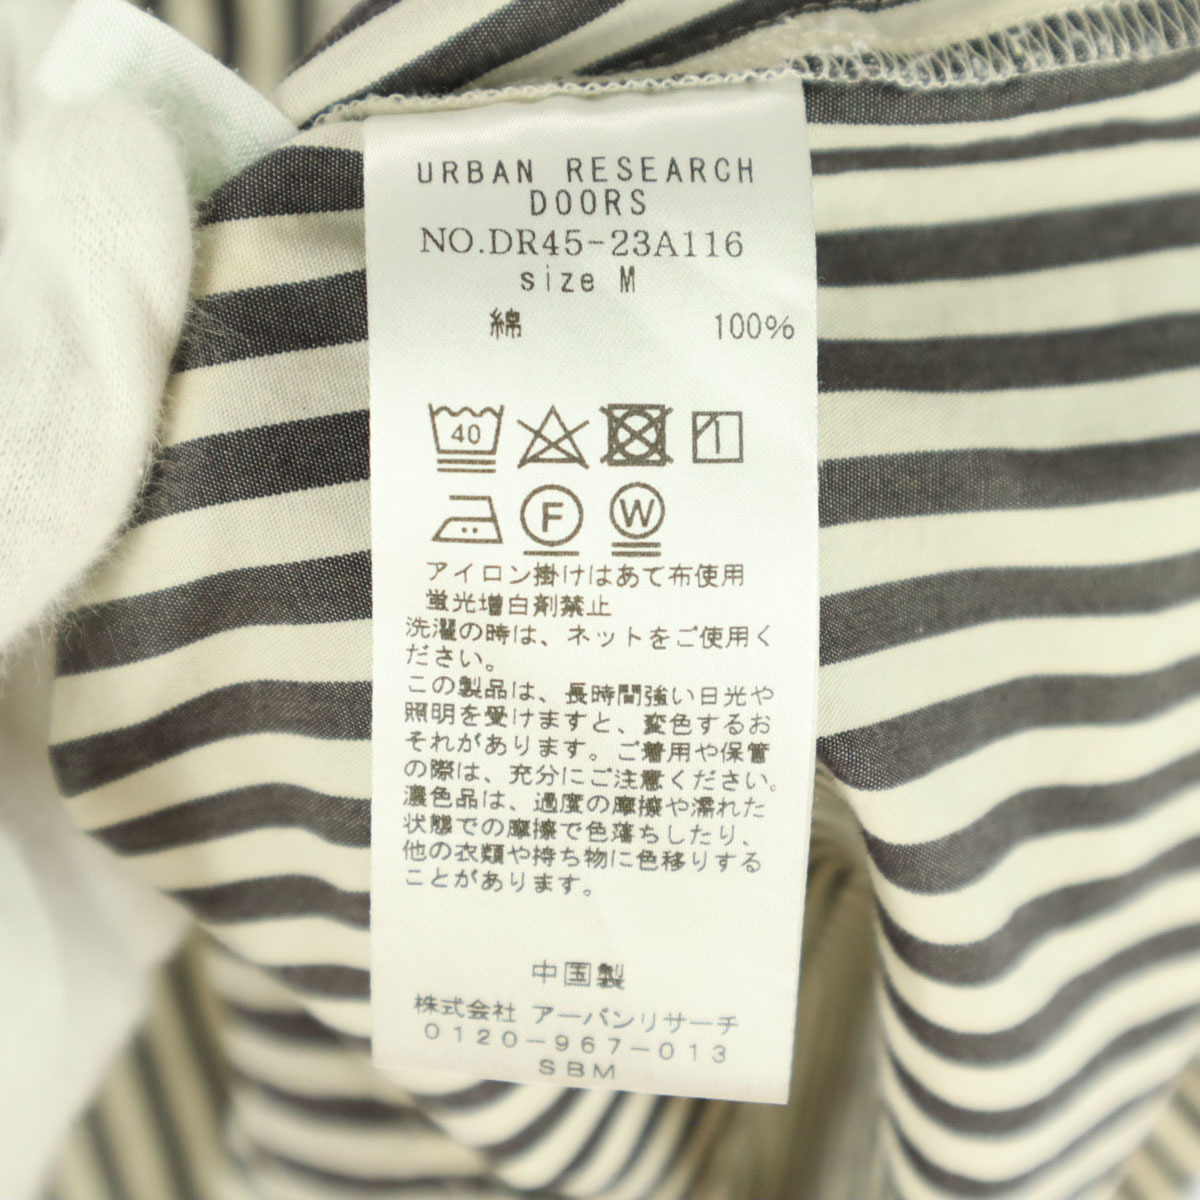 URBAN RESEARCH
DOORS
NO.DR45-23A116
size M
綿 100%
40
F W
アイロン掛けはあて布使用
蛍光増白剤禁止
洗濯の時は、ネットをご使用く
ださい。
この製品は、長時間強い日光や
照明を受けますと、変色するお
それがあります。ご着用や保管
の際は、充分にご注意ください。
濃色品は、過度の摩擦や濡れた
状態での摩擦で色落ちしたり、
他の衣類や持ち物に色移りする
ことがあります。
中国製
株式会社 アーバンリサーチ
0120-967-013
SBM